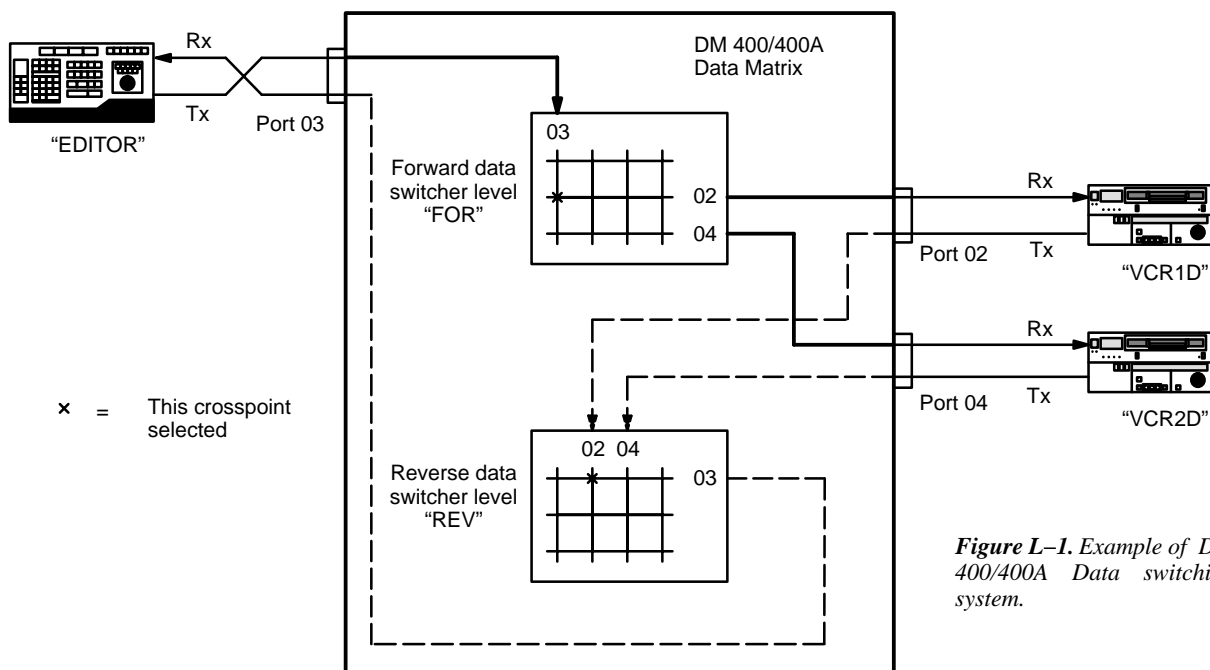 Rx
Tx
“EDITOR”
Port 03
DM 400/400A
Data Matrix
03
Forward data
switcher level
“FOR”
02
04
Rx
Port 02
Tx
“VCR1D”
Rx
Port 04
Tx
“VCR2D”
× = This crosspoint
selected
02 04
03
Reverse data
switcher level
“REV”
Figure L–1. Example of D
400/400A Data switchi
system.